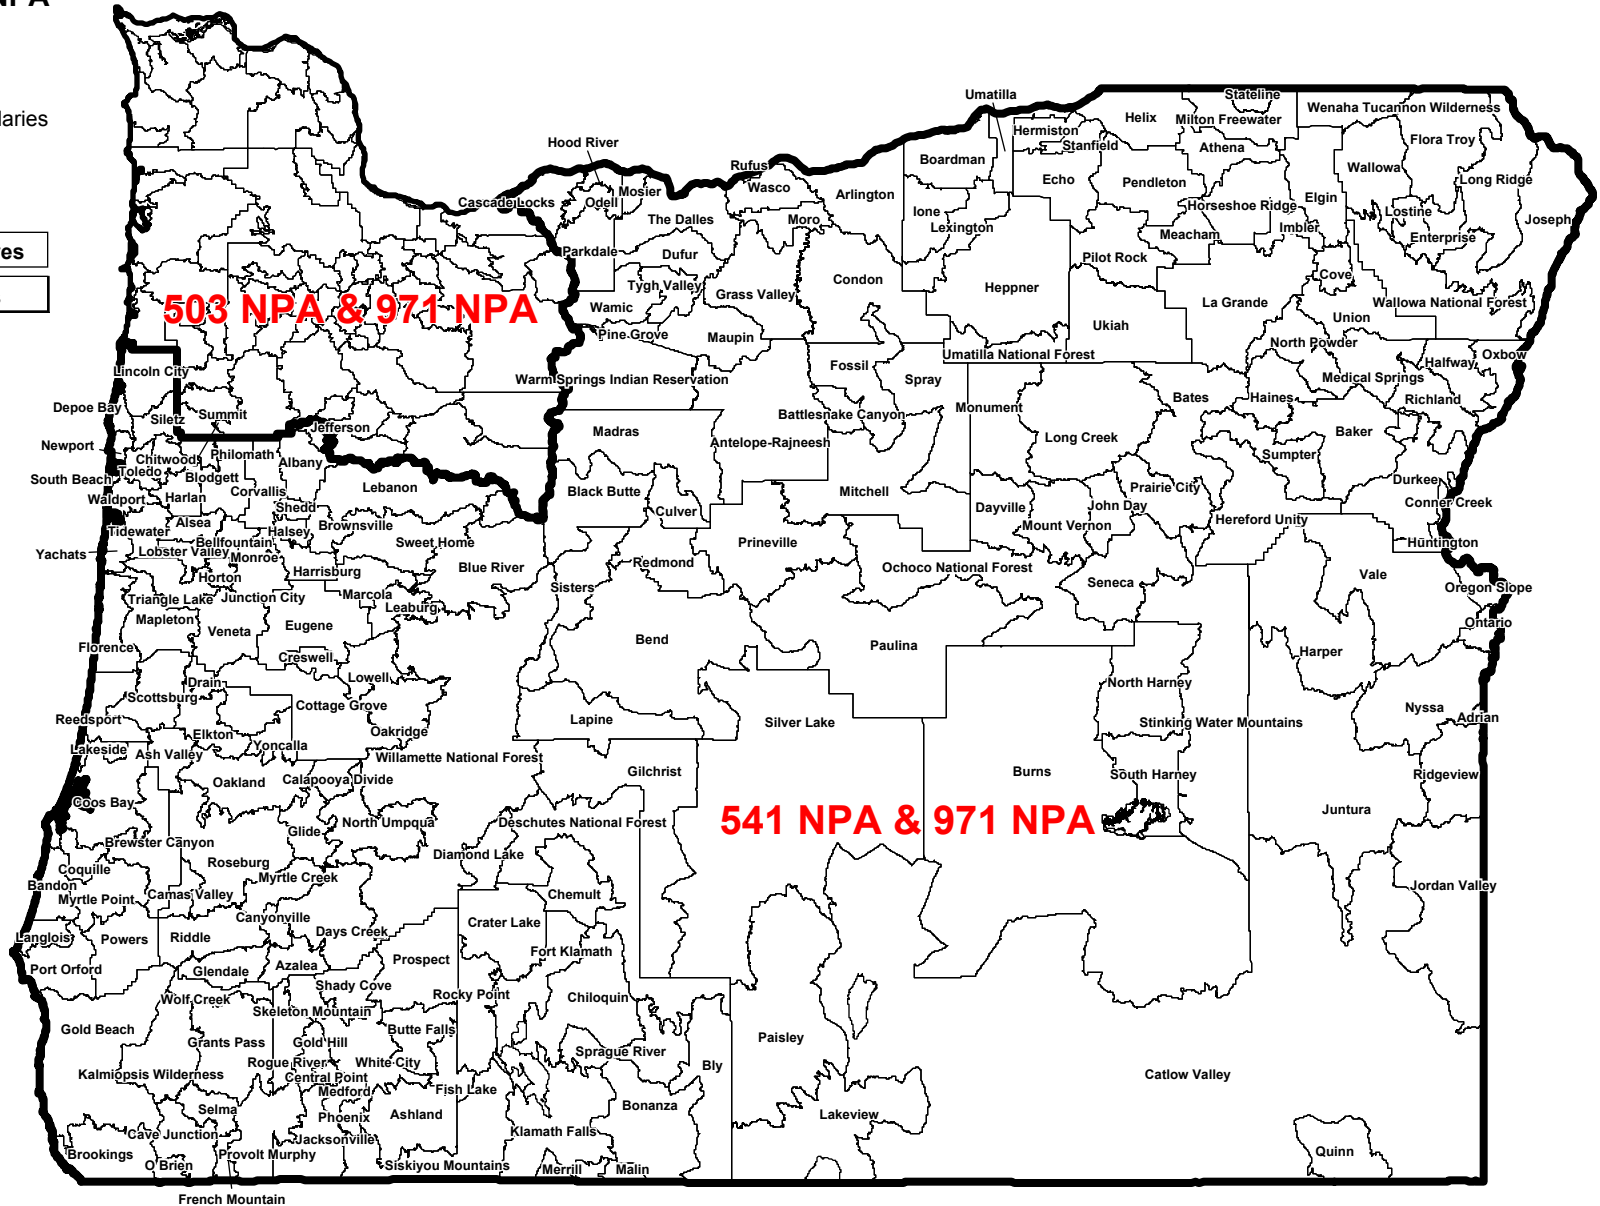 NPA
daries
Umatilla
Stateline
Wenaha Tucannon Wilderness
Helix
Milton Freewater
Hermiston
Stanfield
Athena
Flora Troy
Hood River
Boardman
Rufus
Wallowa
Echo
Pendleton
Long Ridge
Wasco
Mosier
Arlington
Cascade Locks
Odell
Elgin
Horseshoe Ridge
Ione
Lostine
The Dalles
Moro
Joseph
Lexington
Imbler
Meacham
Enterprise
ves
Parkdale
Dufur
Pilot Rock
Condon
Cove
Tygh Valley
Heppner
Grass Valley
La Grande
Wallowa National Forest
503 NPA & 971 NPA
Wamic
Union
Ukiah
Pine Grove
Maupin
North Powder
Umatilla National Forest
Oxbow
Halfway
Fossil
Lincoln City
Warm Springs Indian Reservation
Spray
Medical Springs
Bates
Haines
Richland
Depoe Bay
Monument
Summit
Battlesnake Canyon
Siletz
Jefferson
Madras
Baker
Long Creek
Antelope-Rajneesh
Newport
Philomath
Sumpter
Chitwood
Albany
Toledo
Blodgett
South Beach
Durkee
Lebanon
Prairie City
Corvallis
Black Butte
Mitchell
Harlan
Waldport
Conner Creek
Shedd
Dayville
John Day
Culver
Hereford Unity
Alsea
Brownsville
Mount Vernon
Tidewater
Halsey
Bellfountain
Sweet Home
Prineville
Huntington
Lobster Valley
Yachats
Monroe
Redmond
Blue River
Ochoco National Forest
Harrisburg
Vale
Horton
Seneca
Sisters
Oregon Slope
Marcola
Junction City
Triangle Lake
Leaburg
Mapleton
Ontario
Eugene
Veneta
Bend
Paulina
Florence
Harper
Creswell
Lowell
Drain
North Harney
Scottsburg
Cottage Grove
Nyssa
Reedsport
Lapine
Silver Lake
Stinking Water Mountains
Adrian
Oakridge
Elkton
Yoncalla
Lakeside
Ash Valley
Willamette National Forest
Gilchrist
Burns
South Harney
Ridgeview
Oakland
Calapooya Divide
Coos Bay
Juntura
541 NPA & 971 NPA
North Umpqua
Deschutes National Forest
Glide
Brewster Canyon
Diamond Lake
Roseburg
Coquille
Myrtle Creek
Bandon
Jordan Valley
Camas Valley
Chemult
Myrtle Point
Canyonville
Crater Lake
Days Creek
Langlois
Powers
Riddle
Fort Klamath
Prospect
Azalea
Port Orford
Glendale
Shady Cove
Rocky Point
Chiloquin
Wolf Creek
Skeleton Mountain
Gold Beach
Butte Falls
Paisley
Grants Pass
Gold Hill
Sprague River
Rogue River
White City
Bly
Kalmiopsis Wilderness
Central Point
Catlow Valley
Medford
Fish Lake
Bonanza
Selma
Ashland
Phoenix
Lakeview
Cave Junction
Klamath Falls
Jacksonville
Brookings
Provolt Murphy
Quinn
O'Brien
Siskiyou Mountains
Merrill
Malin
French Mountain